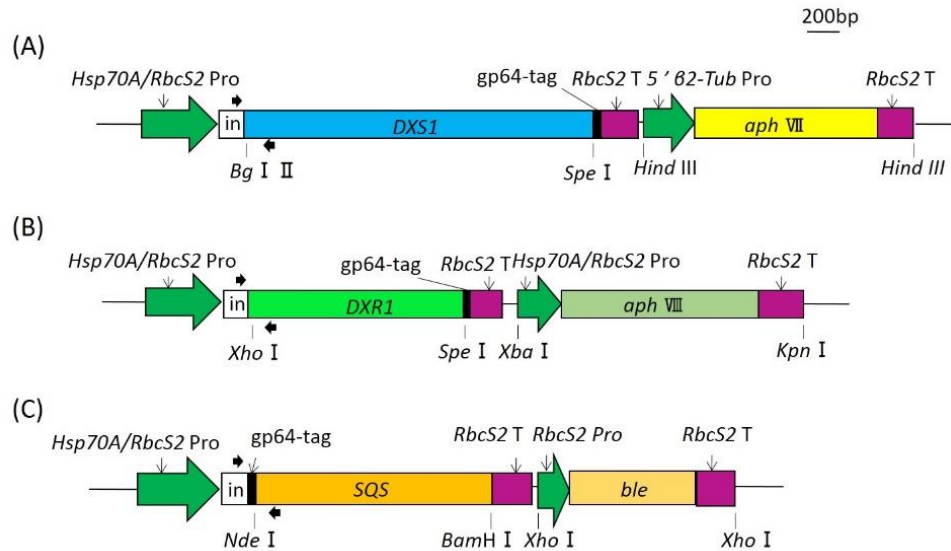 200bp
(A)
Hsp70A/RbcS2 Pro
gp64-tag
RbcS2 T 5 ′ β2-Tub Pro
RbcS2 T
in
DXS1
aph Ⅶ
Bg I II
Spe I
Hind III
Hind III
(B)
Hsp70A/RbcS2 Pro
gp64-tag
RbcS2 T
Hsp70A/RbcS2 Pro
RbcS2 T
in
DXR1
aph Ⅷ
Xho I
Spe I
Xba I
Kpn I
(C)
Hsp70A/RbcS2 Pro
gp64-tag
RbcS2 T
RbcS2 Pro
RbcS2 T
in
SQS
ble
Nde I
BamH I
Xho I
Xho I